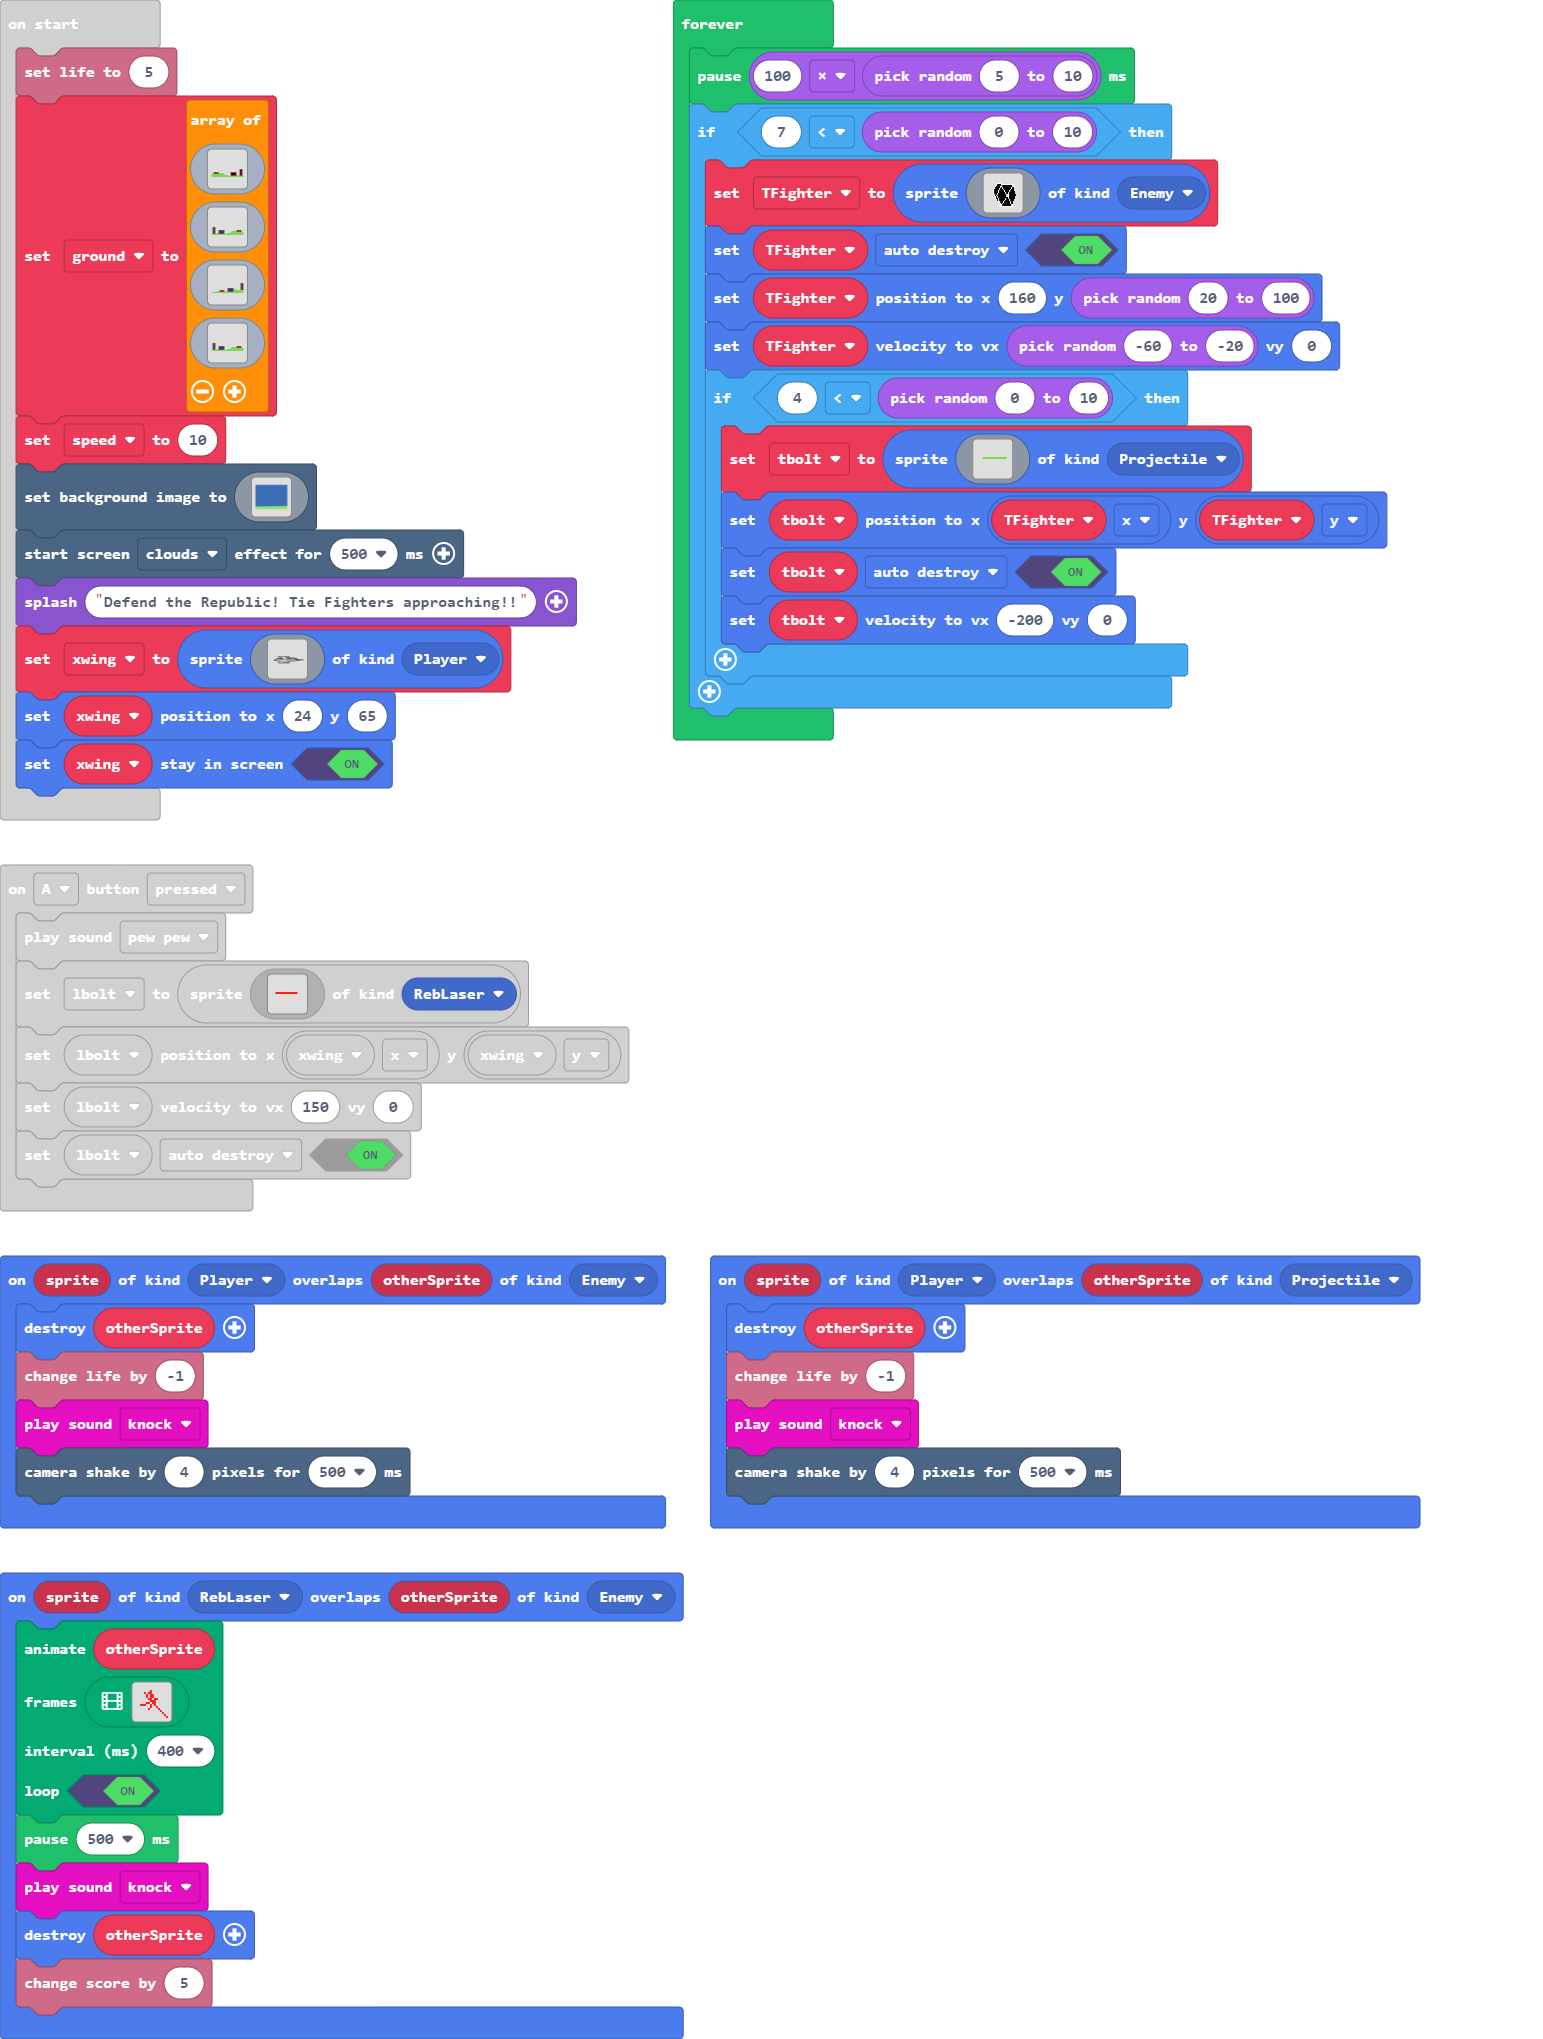 on start
set life to 5
set ground to array of
set speed to 10
set background image to
start screen clouds effect for 500 ms
splash "Defend the Republic! Tie Fighters approaching!!"
set xwing to sprite of kind Player
set xwing position to x 24 y 65
set xwing stay in screen ON
forever
pause 100 × pick random 5 to 10 ms
if 7 < pick random 0 to 10 then
set TFighter to sprite of kind Enemy
set TFighter auto destroy ON
set TFighter position to x 160 y pick random 20 to 100
set TFighter velocity to vx pick random -60 to -20 vy 0
if 4 < pick random 0 to 10 then
set tbolt to sprite of kind Projectile
set tbolt position to x TFighter x y TFighter y
set tbolt auto destroy ON
set tbolt velocity to vx -200 vy 0
on A button pressed
play sound pew pew
set lbolt to sprite of kind RebLaser
set lbolt position to x xwing x y xwing y
set lbolt velocity to vx 150 vy 0
set lbolt auto destroy ON
on sprite of kind Player overlaps otherSprite of kind Enemy
destroy otherSprite
change life by -1
play sound knock
camera shake by 4 pixels for 500 ms
on sprite of kind Player overlaps otherSprite of kind Projectile
destroy otherSprite
change life by -1
play sound knock
camera shake by 4 pixels for 500 ms
on sprite of kind RebLaser overlaps otherSprite of kind Enemy
animate otherSprite
frames
interval (ms) 400
loop ON
pause 500 ms
play sound knock
destroy otherSprite
change score by 5